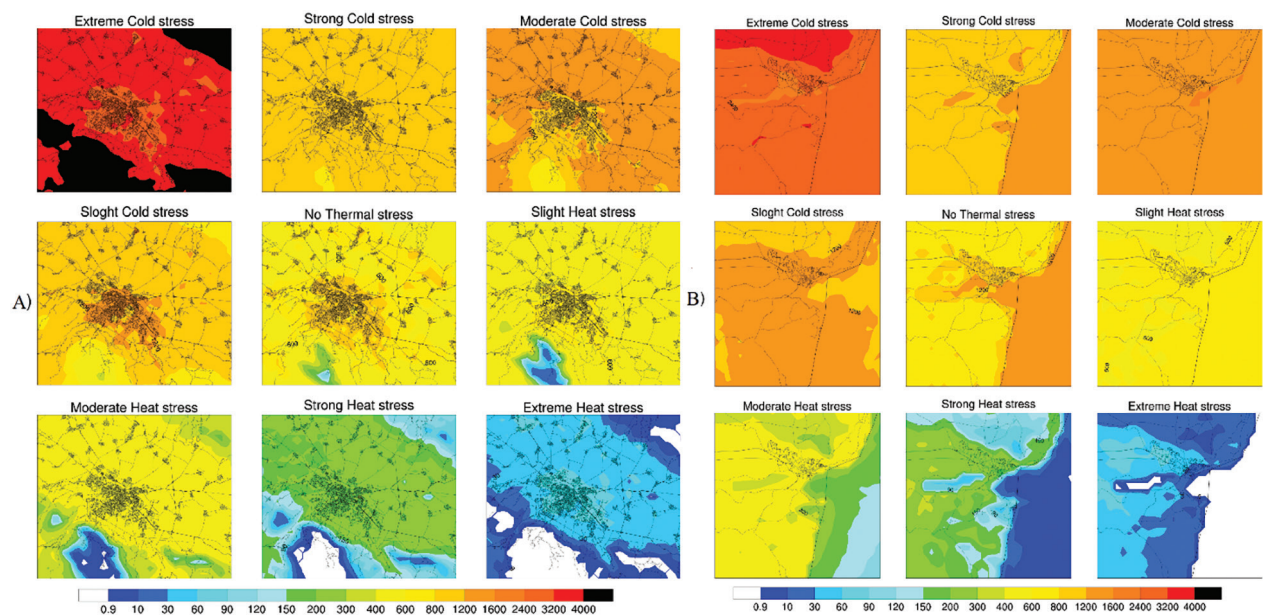 A)
Extreme Cold stress
Strong Cold stress
Moderate Cold stress
Sloght Cold stress
No Thermal stress
Slight Heat stress
Moderate Heat stress
Strong Heat stress
Extreme Heat stress
0.9 10 30 60 90 120 150 200 300 400 600 800 1200 1600 2400 3200 4000
B)
Extreme Cold stress
Strong Cold stress
Moderate Cold stress
Sloght Cold stress
No Thermal stress
Slight Heat stress
Moderate Heat stress
Strong Heat stress
Extreme Heat stress
0.9 10 30 60 90 120 150 200 300 400 600 800 1200 1600 2400 3200 4000